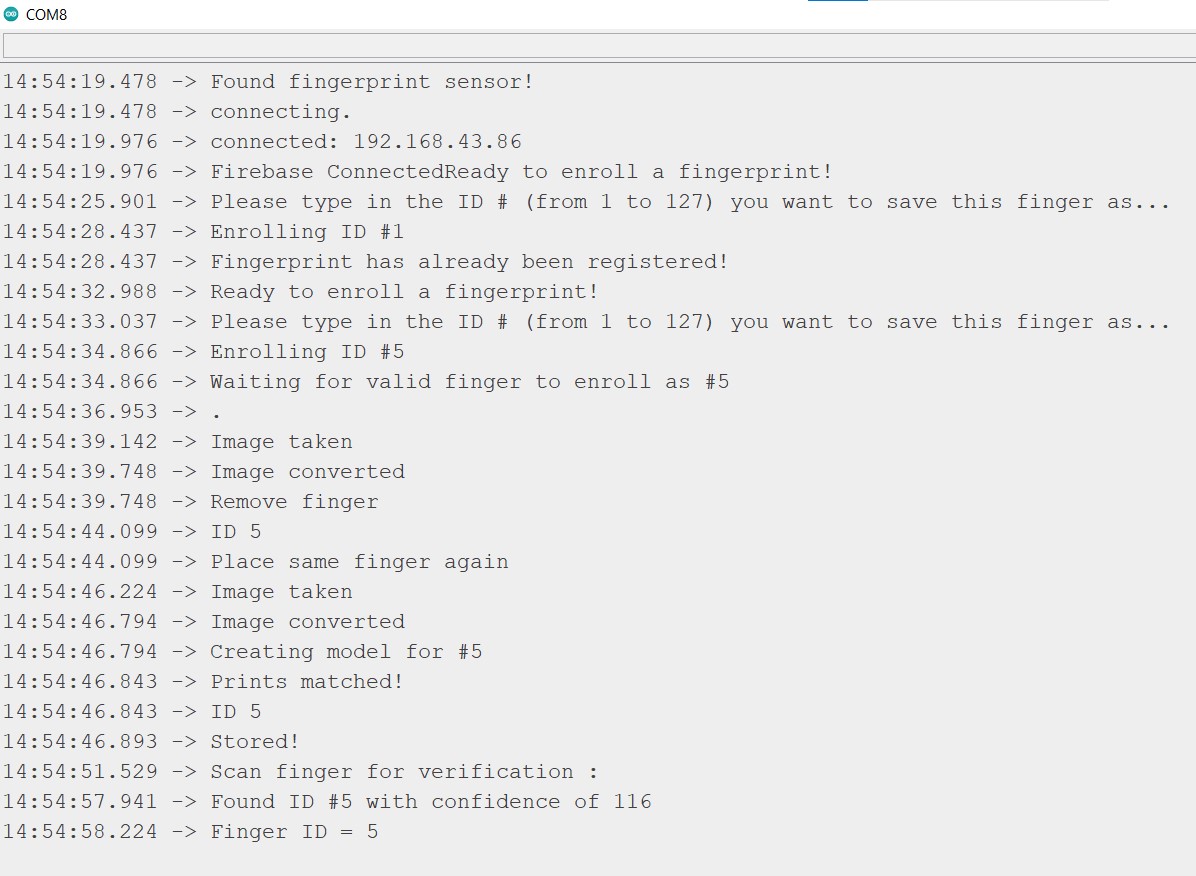 COM8
14:54:19.478 -> Found fingerprint sensor!
14:54:19.478 -> connecting.
14:54:19.976 -> connected: 192.168.43.86
14:54:19.976 -> Firebase ConnectedReady to enroll a fingerprint!
14:54:25.901 -> Please type in the ID # (from 1 to 127) you want to save this finger as...
14:54:28.437 -> Enrolling ID #1
14:54:28.437 -> Fingerprint has already been registered!
14:54:32.988 -> Ready to enroll a fingerprint!
14:54:33.037 -> Please type in the ID # (from 1 to 127) you want to save this finger as...
14:54:34.866 -> Enrolling ID #5
14:54:34.866 -> Waiting for valid finger to enroll as #5
14:54:36.953 -> .
14:54:39.142 -> Image taken
14:54:39.748 -> Image converted
14:54:39.748 -> Remove finger
14:54:44.099 -> ID 5
14:54:44.099 -> Place same finger again
14:54:46.224 -> Image taken
14:54:46.794 -> Image converted
14:54:46.794 -> Creating model for #5
14:54:46.843 -> Prints matched!
14:54:46.843 -> ID 5
14:54:46.893 -> Stored!
14:54:51.529 -> Scan finger for verification :
14:54:57.941 -> Found ID #5 with confidence of 116
14:54:58.224 -> Finger ID = 5